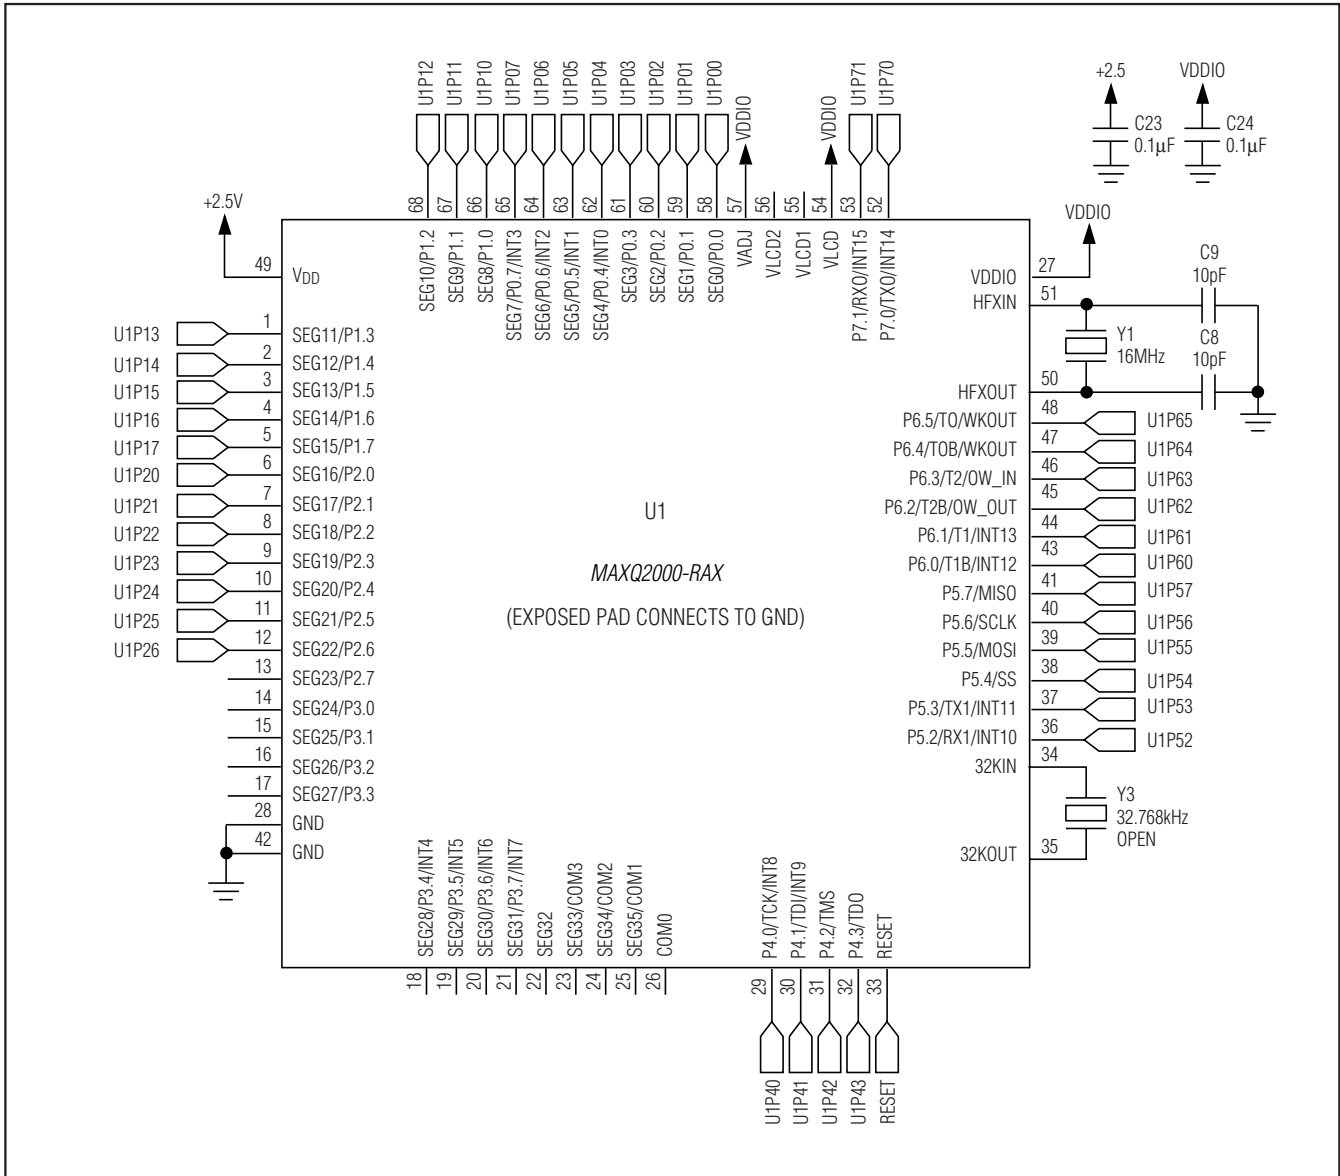 U1P12
U1P11
U1P10
U1P07
U1P06
U1P05
U1P04
U1P03
U1P02
U1P01
U1P00
VDDIO
VDDIO
U1P71
U1P70
+2.5
C23
0.1μF
VDDIO
C24
0.1μF
68
67
66
65
64
63
62
61
60
59
58
57
56
55
54
53
52
SEG10/P1.2
SEG9/P1.1
SEG8/P1.0
SEG7/P0.7/INT3
SEG6/P0.6/INT2
SEG5/P0.5/INT1
SEG4/P0.4/INT0
SEG3/P0.3
SEG2/P0.2
SEG1/P0.1
SEG0/P0.0
VADJ
VLCD2
VLCD1
VLCD
P7.1/RX0/INT15
P7.0/TX0/INT14
+2.5V
49 VDD
U1P13 1 SEG11/P1.3
U1P14 2 SEG12/P1.4
U1P15 3 SEG13/P1.5
U1P16 4 SEG14/P1.6
U1P17 5 SEG15/P1.7
U1P20 6 SEG16/P2.0
U1P21 7 SEG17/P2.1
U1P22 8 SEG18/P2.2
U1P23 9 SEG19/P2.3
U1P24 10 SEG20/P2.4
U1P25 11 SEG21/P2.5
U1P26 12 SEG22/P2.6
13 SEG23/P2.7
14 SEG24/P3.0
15 SEG25/P3.1
16 SEG26/P3.2
17 SEG27/P3.3
28 GND
42 GND
U1
MAXQ2000-RAX
(EXPOSED PAD CONNECTS TO GND)
VDDIO
VDDIO 27
HFXIN 51
C9
10pF
Y1
16MHz
C8
10pF
HFXOUT 50
P6.5/TO/WKOUT 48 U1P65
P6.4/TOB/WKOUT 47 U1P64
P6.3/T2/OW_IN 46 U1P63
P6.2/T2B/OW_OUT 45 U1P62
P6.1/T1/INT13 44 U1P61
P6.0/T1B/INT12 43 U1P60
P5.7/MISO 41 U1P57
P5.6/SCLK 40 U1P56
P5.5/MOSI 39 U1P55
P5.4/SS 38 U1P54
P5.3/TX1/INT11 37 U1P53
P5.2/RX1/INT10 36 U1P52
32KIN 34
Y3
32.768kHz
OPEN
32KOUT 35
SEG28/P3.4/INT4
SEG29/P3.5/INT5
SEG30/P3.6/INT6
SEG31/P3.7/INT7
SEG32
SEG33/COM3
SEG34/COM2
SEG35/COM1
COM0
P4.0/TCK/INT8
P4.1/TDI/INT9
P4.2/TMS
P4.3/TDO
RESET
18
19
20
21
22
23
24
25
26
29
30
31
32
33
U1P40
U1P41
U1P42
U1P43
RESET